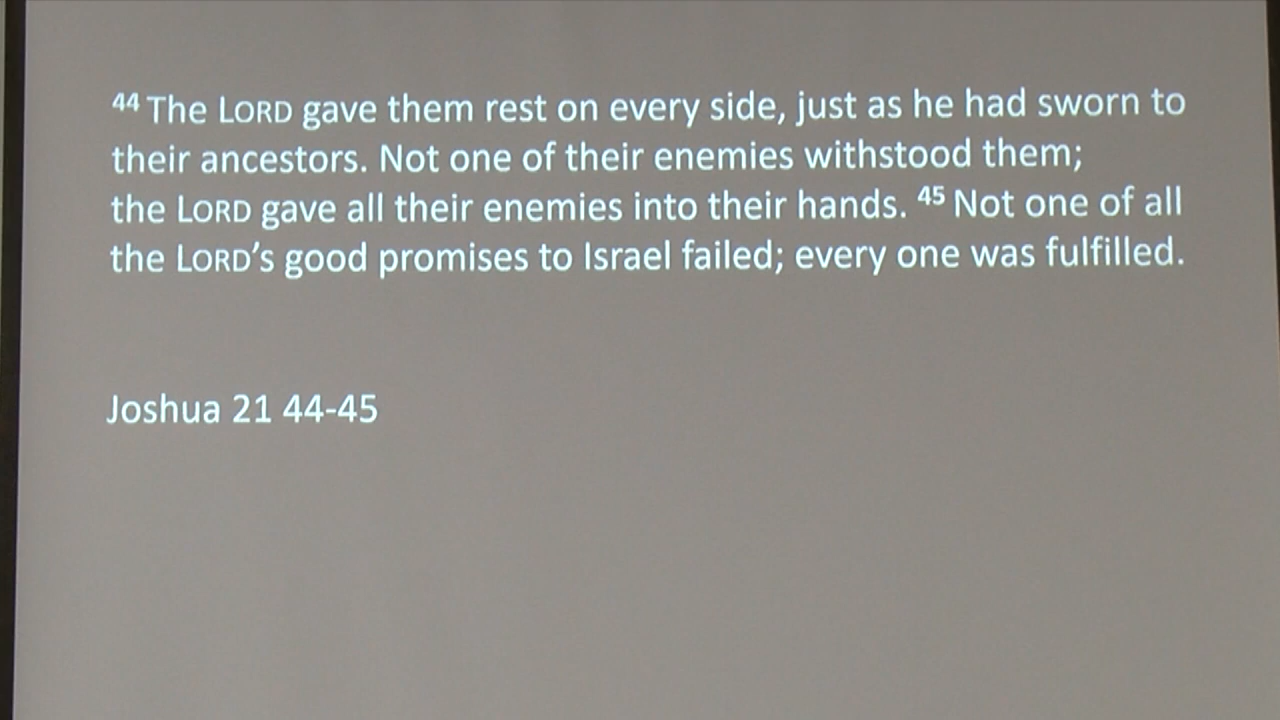 44 The LORD gave them rest on every side, just as he had sworn to
their ancestors. Not one of their enemies withstood them;
the LORD gave all their enemies into their hands. 45 Not one of all
the LORD’s good promises to Israel failed; every one was fulfilled.
Joshua 21 44-45